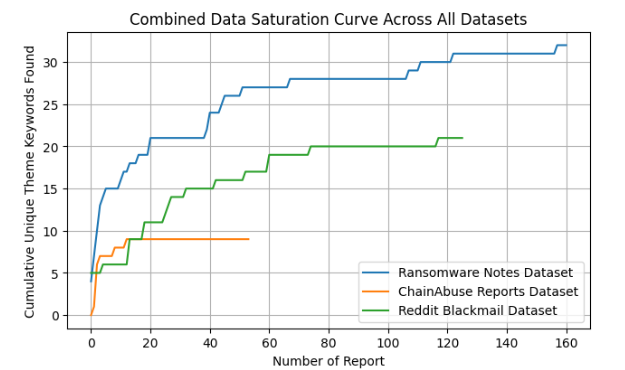 Combined Data Saturation Curve Across All Datasets
Cumulative Unique Theme Keywords Found
30
25
20
15
10
5
0
0 20 40 60 80 100 120 140 160
Number of Report
Ransomware Notes Dataset
ChainAbuse Reports Dataset
Reddit Blackmail Dataset